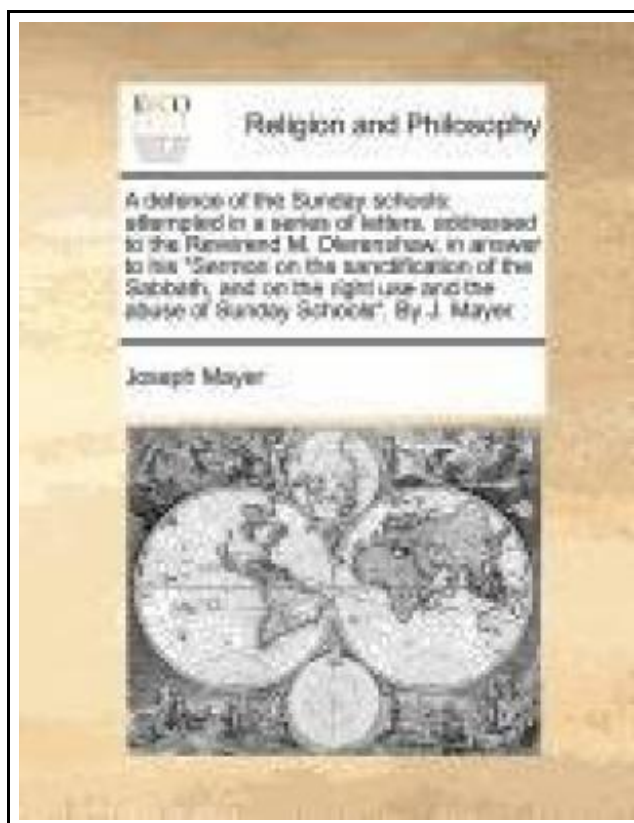 ECCO
Religion and Philosophy
A defence of the Sunday schools;
attempted in a series of letters, addressed
to the Reverend M. Olerenshaw, in answer
to his "Sermon on the sanctification of the
Sabbath, and on the right use and the
abuse of Sunday Schools". By J. Mayer.
Joseph Mayer